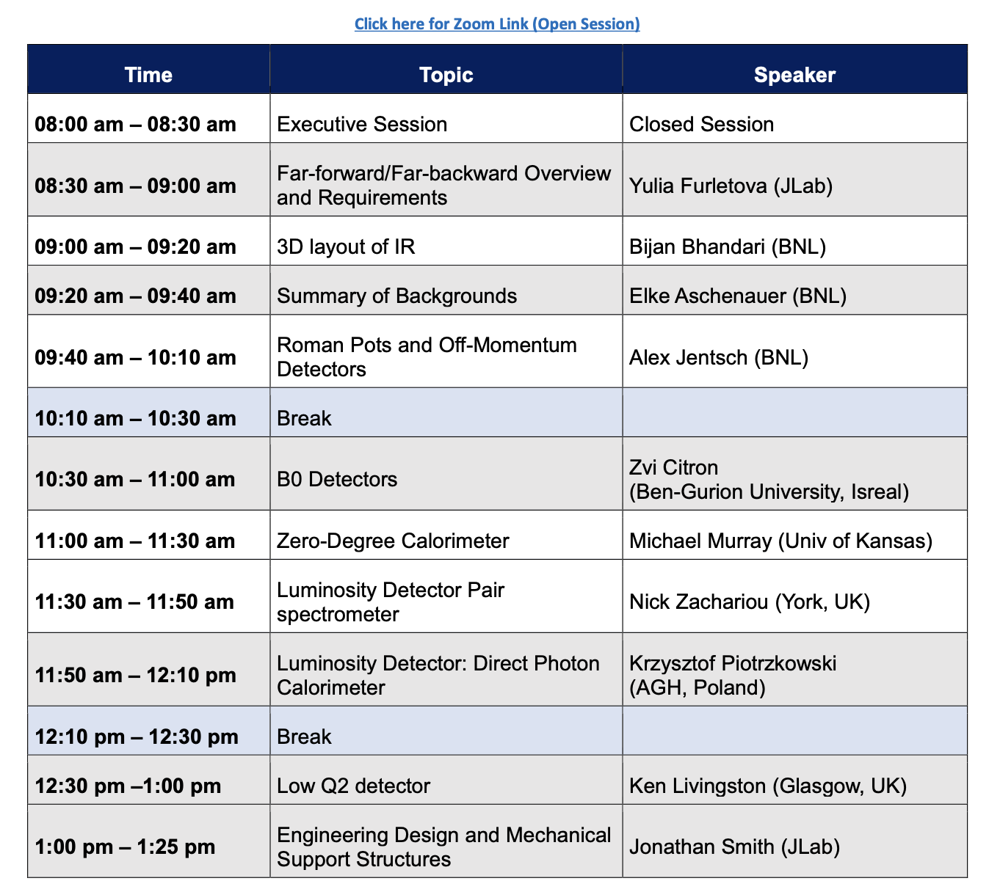 Click here for Zoom Link (Open Session)
Time Topic Speaker
08:00 am – 08:30 am Executive Session Closed Session
08:30 am – 09:00 am Far-forward/Far-backward Overview
and Requirements Yulia Furletova (JLab)
09:00 am – 09:20 am 3D layout of IR Bijan Bhandari (BNL)
09:20 am – 09:40 am Summary of Backgrounds Elke Aschenauer (BNL)
09:40 am – 10:10 am Roman Pots and Off-Momentum
Detectors Alex Jentsch (BNL)
10:10 am – 10:30 am Break
10:30 am – 11:00 am B0 Detectors Zvi Citron
(Ben-Gurion University, Isreal)
11:00 am – 11:30 am Zero-Degree Calorimeter Michael Murray (Univ of Kansas)
11:30 am – 11:50 am Luminosity Detector Pair
spectrometer Nick Zachariou (York, UK)
11:50 am – 12:10 pm Luminosity Detector: Direct Photon
Calorimeter Krzysztof Piotrzkowski
(AGH, Poland)
12:10 pm – 12:30 pm Break
12:30 pm –1:00 pm Low Q2 detector Ken Livingston (Glasgow, UK)
1:00 pm – 1:25 pm Engineering Design and Mechanical
Support Structures Jonathan Smith (JLab)